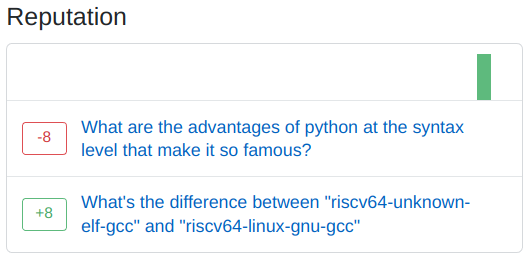 Reputation
-8
What are the advantages of python at the syntax
level that make it so famous?
+8
What's the difference between "riscv64-unknown-
elf-gcc" and "riscv64-linux-gnu-gcc"